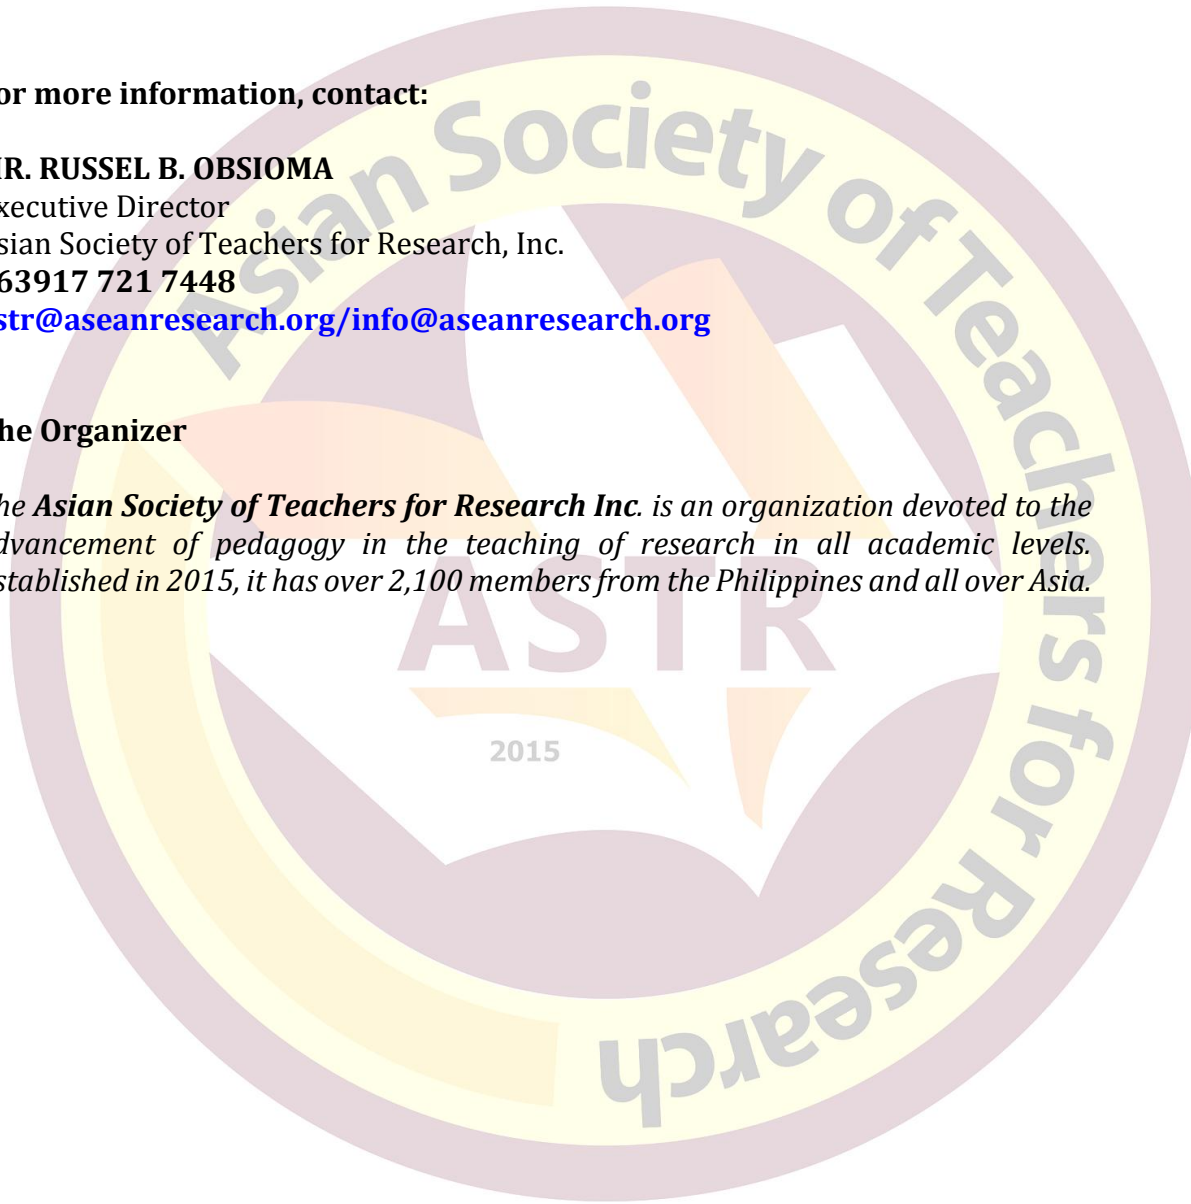 or more information, contact:
R. RUSSEL B. OBSIOMA
xecutive Director
sian Society of Teachers for Research, Inc.
63917 721 7448
str@aseanresearch.org/info@aseanresearch.org
he Organizer
he Asian Society of Teachers for Research Inc. is an organization devoted to the
dvancement of pedagogy in the teaching of research in all academic levels.
stablished in 2015, it has over 2,100 members from the Philippines and all over Asia.
Asian Society of Teachers for Research
ASTR
2015